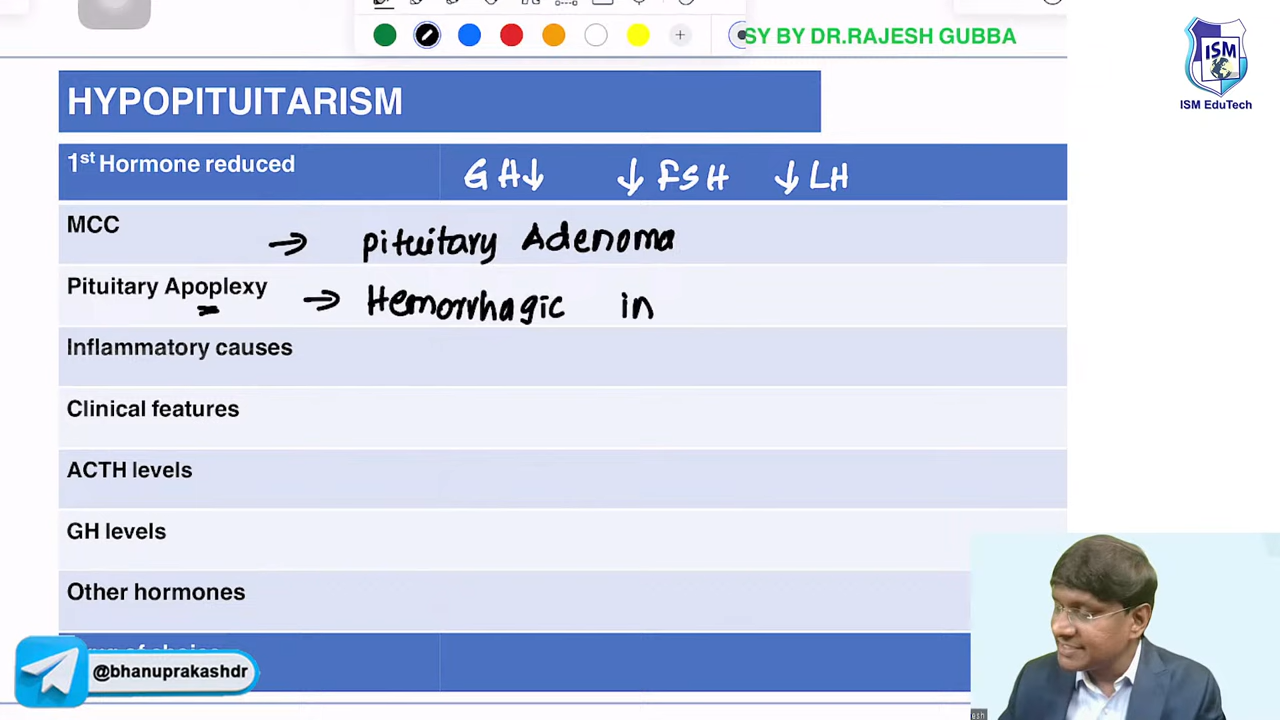 SY BY DR.RAJESH GUBBA
ISM
ISM EduTech
HYPOPITUITARISM
1st Hormone reduced GH↓ ↓ FSH ↓ LH
MCC → pituitary Adenoma
Pituitary Apoplexy → Hemorrhagic in
Inflammatory causes
Clinical features
ACTH levels
GH levels
Other hormones
@bhanuprakashdr